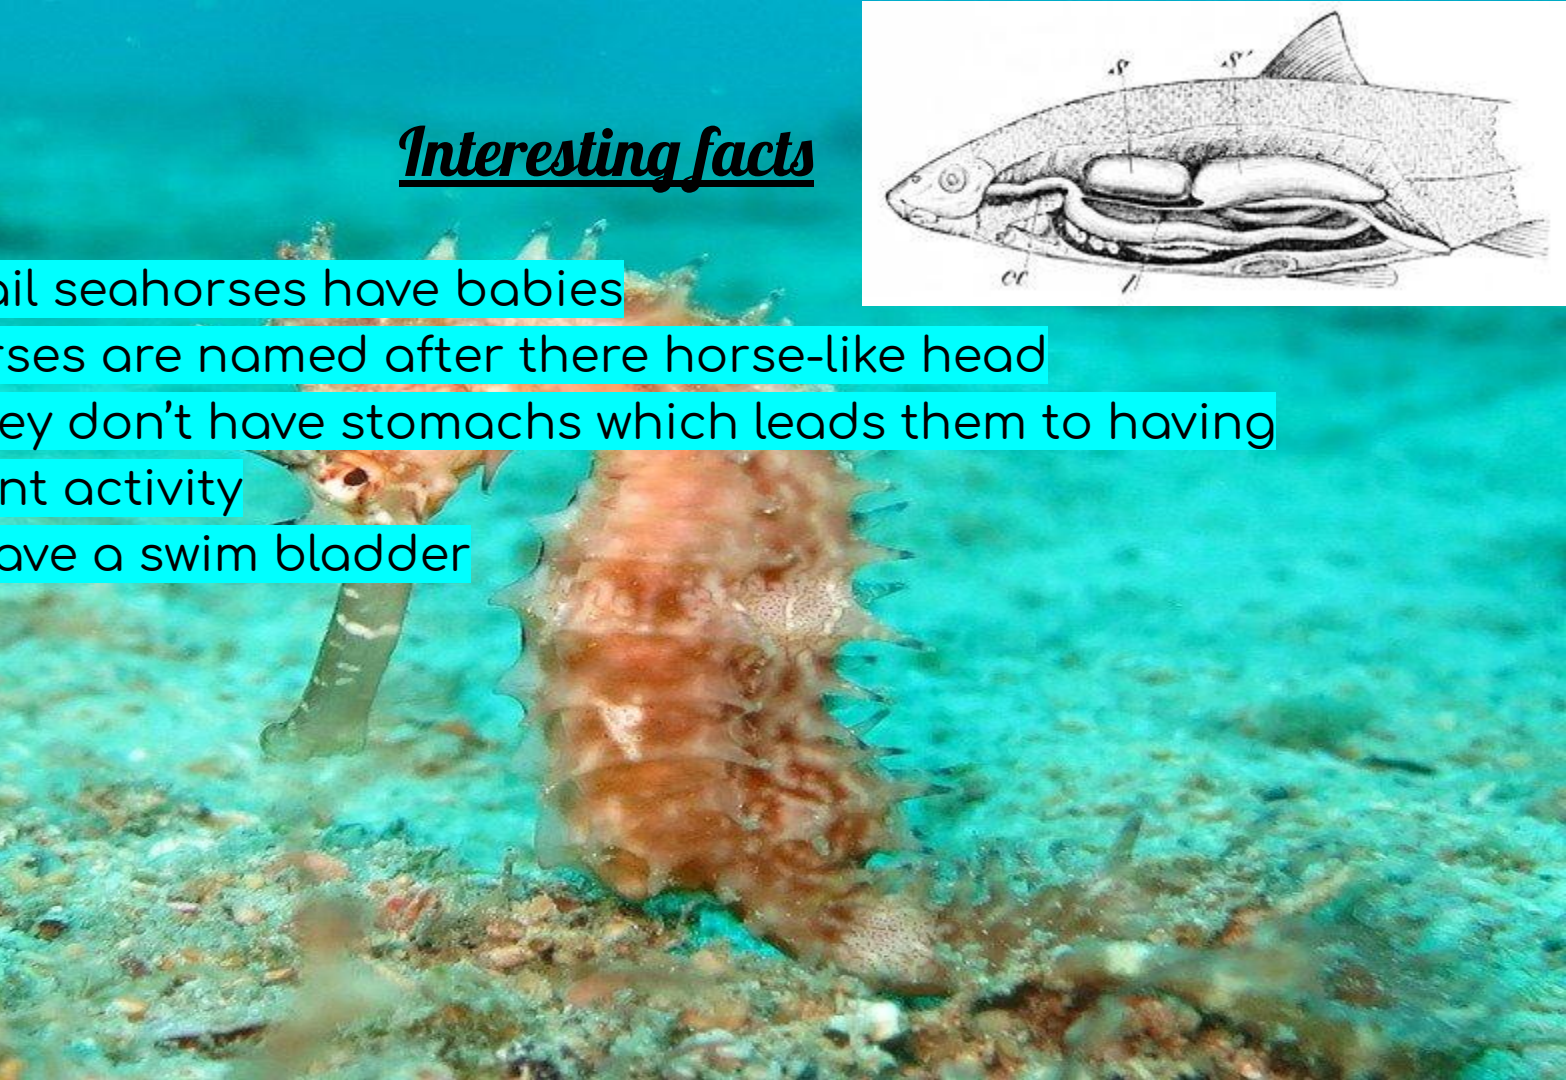 s s'
Interesting facts
ail seahorses have babies
rses are named after there horse-like head
ey don't have stomachs which leads them to having
nt activity
ave a swim bladder